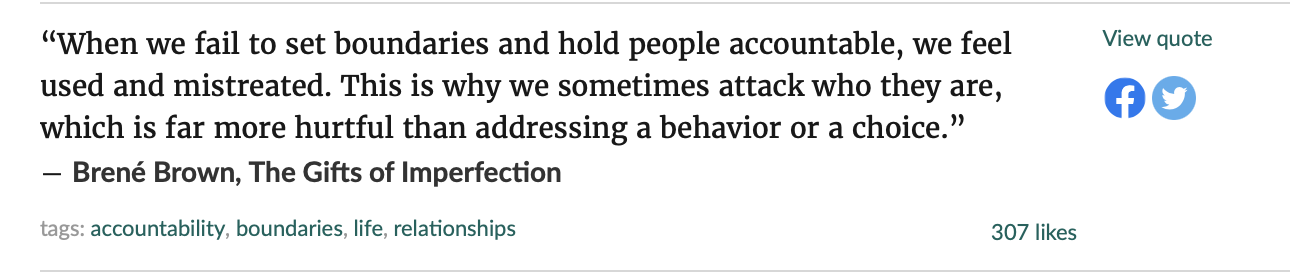 “When we fail to set boundaries and hold people accountable, we feel
used and mistreated. This is why we sometimes attack who they are,
which is far more hurtful than addressing a behavior or a choice.”
― Brené Brown, The Gifts of Imperfection
tags: accountability, boundaries, life, relationships
307 likes
View quote